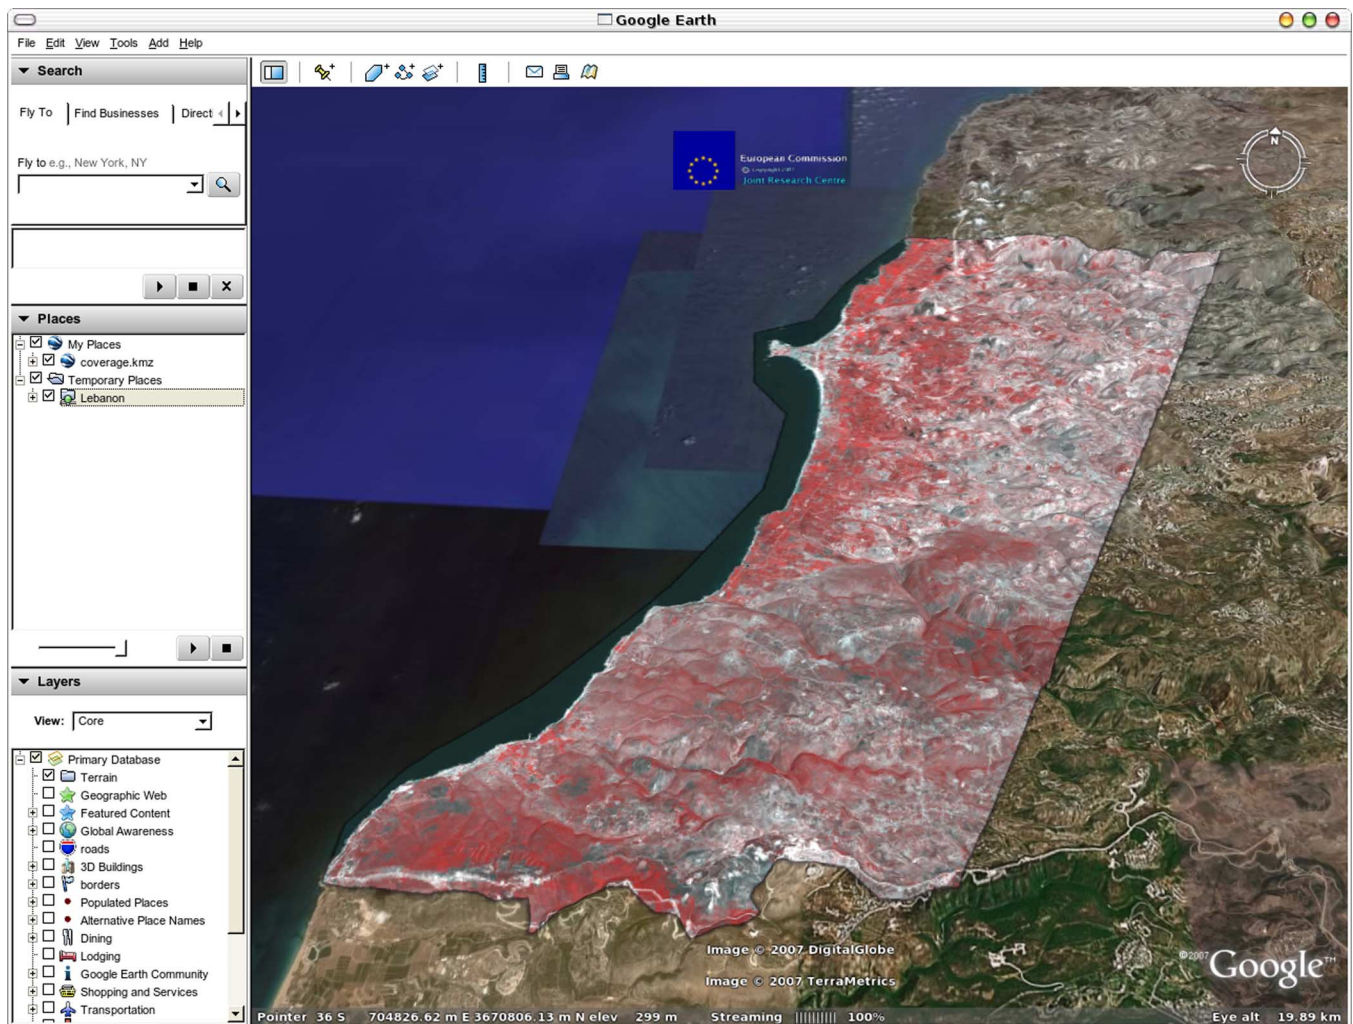 Google Earth
File Edit View Tools Add Help
Search
Fly To Find Businesses Directi
Fly to e.g., New York, NY
Places
My Places
coverage.kmz
Temporary Places
Lebanon
Layers
View: Core
Primary Database
Terrain
Geographic Web
Featured Content
Global Awareness
roads
3D Buildings
borders
Populated Places
Alternative Place Names
Dining
Lodging
Google Earth Community
Shopping and Services
Transportation
European Commission
Joint Research Centre
N
Image © 2007 DigitalGlobe
Image © 2007 TerraMetrics
©2007 Google™
Pointer 36 S 704826.62 m E 3670806.13 m N elev 299 m Streaming 100% Eye alt 19.89 km